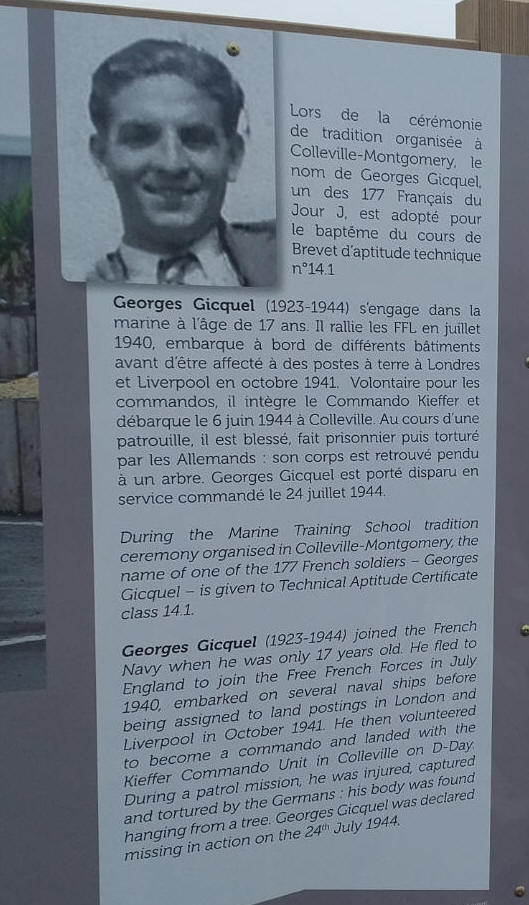 Lors de la cérémonie
de tradition organisée à
Colleville-Montgomery, le
nom de Georges Gicquel,
un des 177 Français du
Jour J, est adopté pour
le baptême du cours de
Brevet d'aptitude technique
n°14.1
Georges Gicquel (1923-1944) s'engage dans la
marine à l'âge de 17 ans. Il rallie les FFL en juillet
1940, embarque à bord de différents bâtiments
avant d'être affecté à des postes à terre à Londres
et Liverpool en octobre 1941. Volontaire pour les
commandos, il intègre le Commando Kieffer et
débarque le 6 juin 1944 à Colleville. Au cours d'une
patrouille, il est blessé, fait prisonnier puis torturé
par les Allemands : son corps est retrouvé pendu
à un arbre. Georges Gicquel est porté disparu en
service commandé le 24 juillet 1944.
During the Marine Training School tradition
ceremony organised in Colleville-Montgomery, the
name of one of the 177 French soldiers – Georges
Gicquel – is given to Technical Aptitude Certificate
class 14.1.
Georges Gicquel (1923-1944) joined the French
Navy when he was only 17 years old. He fled to
England to join the Free French Forces in July
1940, embarked on several naval ships before
being assigned to land postings in London and
Liverpool in October 1941. He then volunteered
to become a commando and landed with the
Kieffer Commando Unit in Colleville on D-Day.
During a patrol mission, he was injured, captured
and tortured by the Germans : his body was found
hanging from a tree. Georges Gicquel was declared
missing in action on the 24th July 1944.